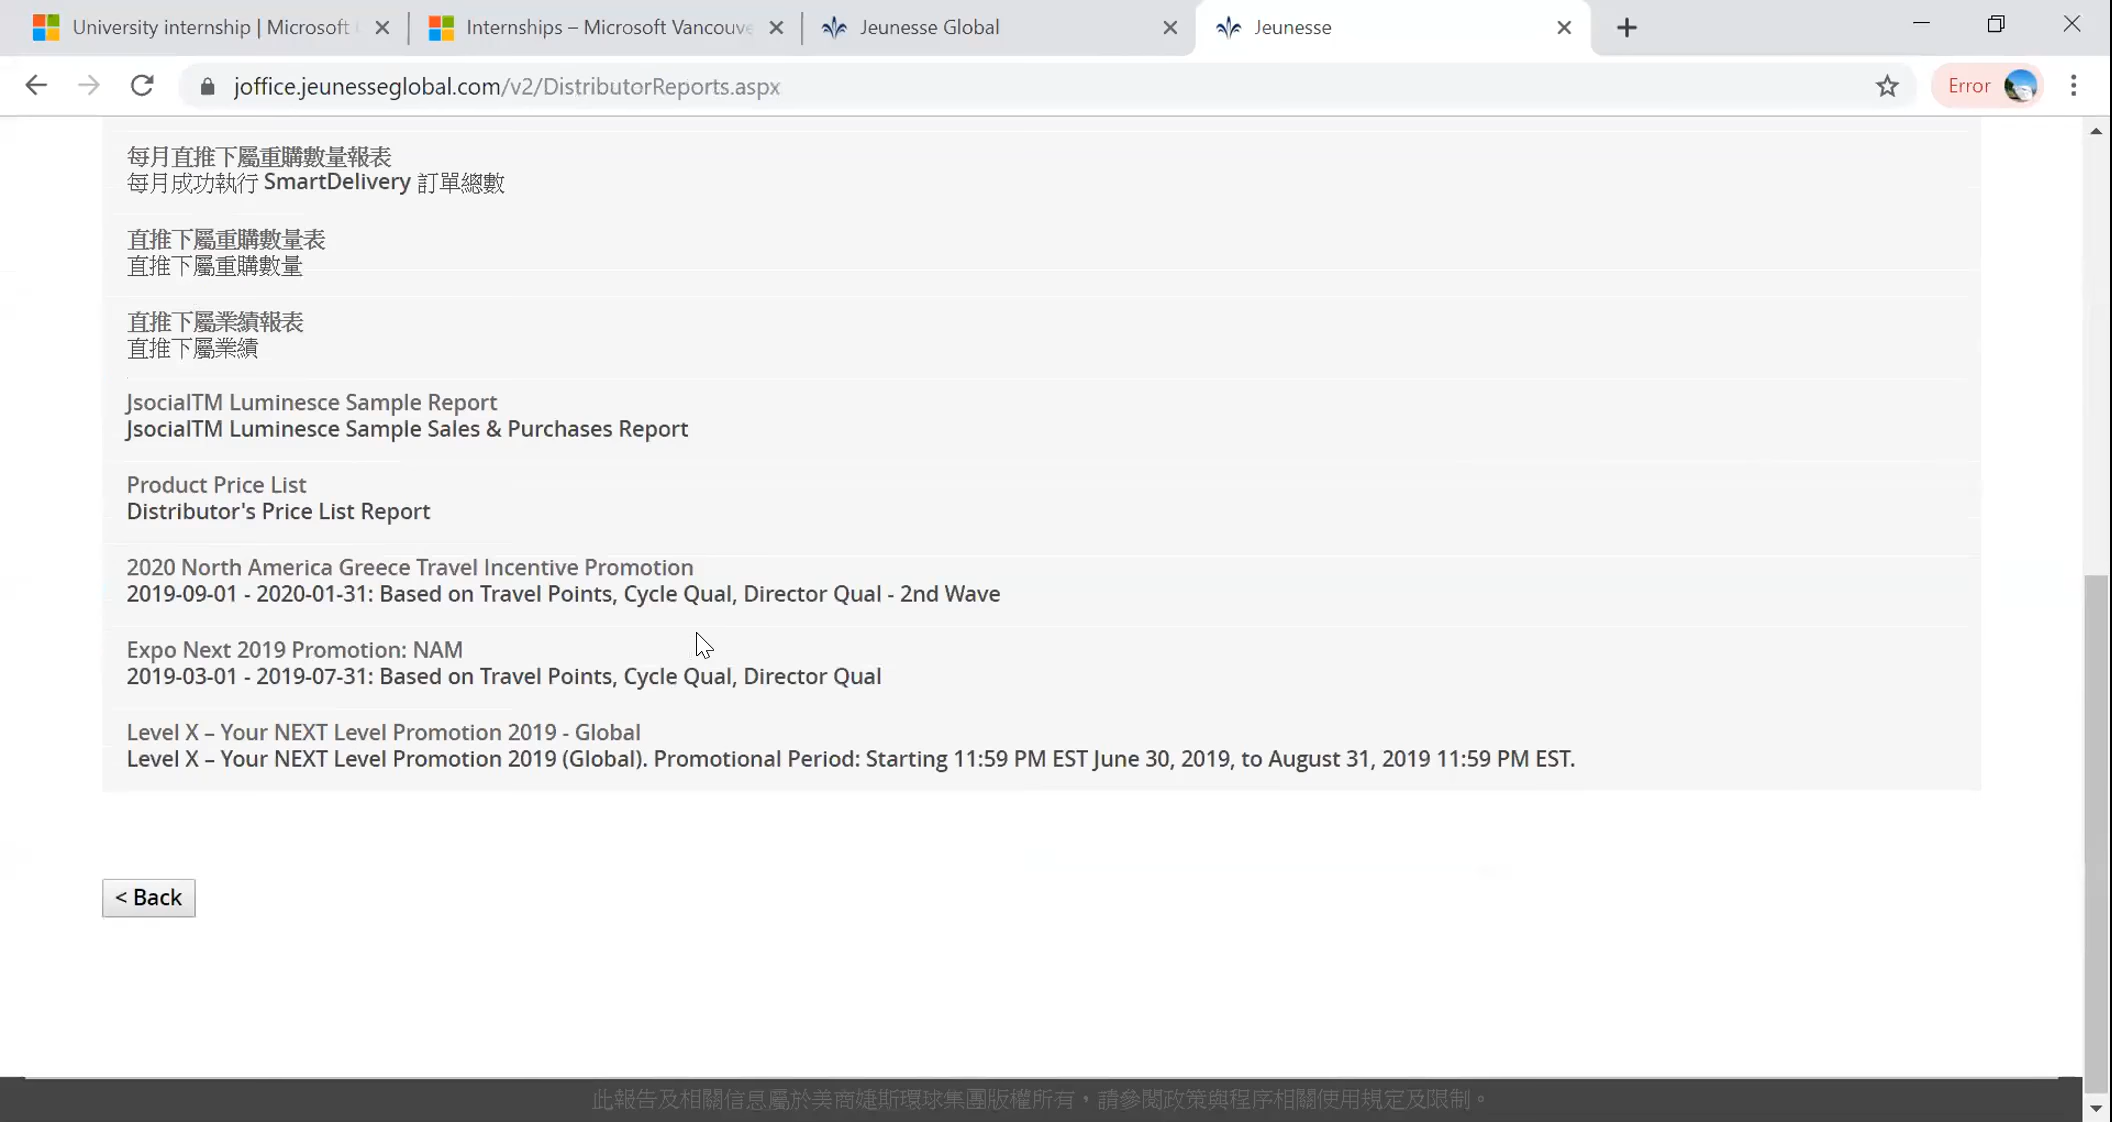 University internship | Microsoft
Internships – Microsoft Vancouve
Jeunesse Global
Jeunesse
joffice.jeunesseglobal.com/v2/DistributorReports.aspx
Error
每月直推下屬重購數量報表
每月成功執行 SmartDelivery 訂單總數
直推下屬重購數量表
直推下屬重購數量
直推下屬業績報表
直推下屬業績
JsocialTM Luminesce Sample Report
JsocialTM Luminesce Sample Sales & Purchases Report
Product Price List
Distributor's Price List Report
2020 North America Greece Travel Incentive Promotion
2019-09-01 - 2020-01-31: Based on Travel Points, Cycle Qual, Director Qual - 2nd Wave
Expo Next 2019 Promotion: NAM
2019-03-01 - 2019-07-31: Based on Travel Points, Cycle Qual, Director Qual
Level X – Your NEXT Level Promotion 2019 - Global
Level X – Your NEXT Level Promotion 2019 (Global). Promotional Period: Starting 11:59 PM EST June 30, 2019, to August 31, 2019 11:59 PM EST.
< Back
此報告及相關信息屬於美商婕斯環球集團版權所有，請參閱政策與程序相關使用規定及限制。